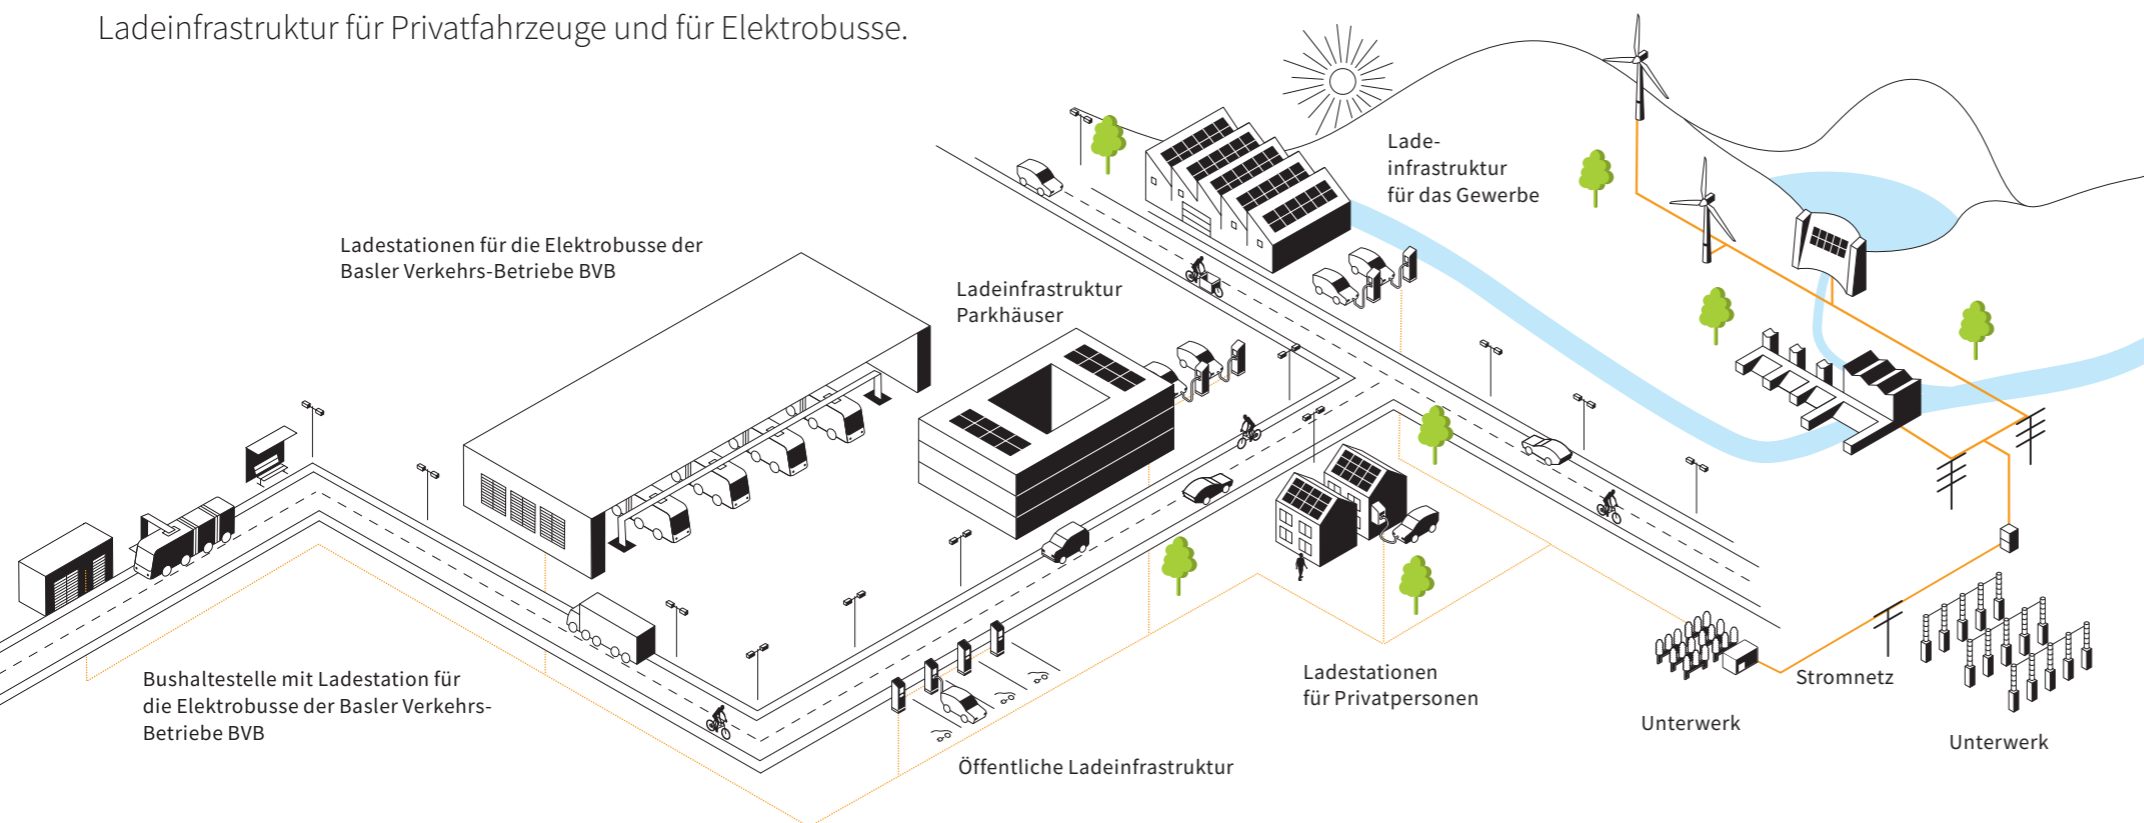 Ladeinfrastruktur für Privatfahrzeuge und für Elektrobusse.
Lade-
infrastruktur
für das Gewerbe
Ladestationen für die Elektrobusse der
Basler Verkehrs-Betriebe BVB
Ladeinfrastruktur
Parkhäuser
Bushaltestelle mit Ladestation für
die Elektrobusse der Basler Verkehrs-
Betriebe BVB
Ladestationen
für Privatpersonen
Stromnetz
Unterwerk
Unterwerk
Öffentliche Ladeinfrastruktur